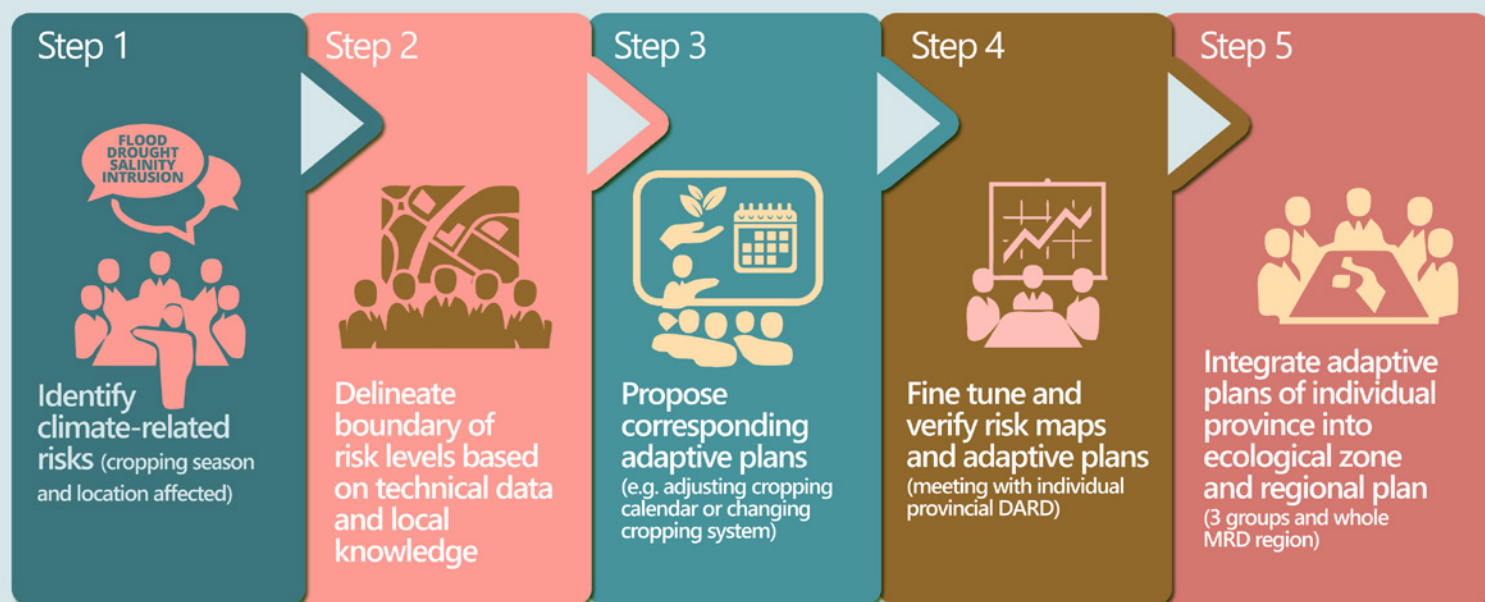 Step 1
FLOOD
DROUGHT
SALINITY
INTRUSION
Identify
climate-related
risks (cropping season
and location affected)
Step 2
Delineate
boundary of
risk levels based
on technical data
and local
knowledge
Step 3
Propose
corresponding
adaptive plans
(e.g. adjusting cropping
calendar or changing
cropping system)
Step 4
Fine tune and
verify risk maps
and adaptive plans
(meeting with individual
provincial DARD)
Step 5
Integrate adaptive
plans of individual
province into
ecological zone
and regional plan
(3 groups and whole
MRD region)